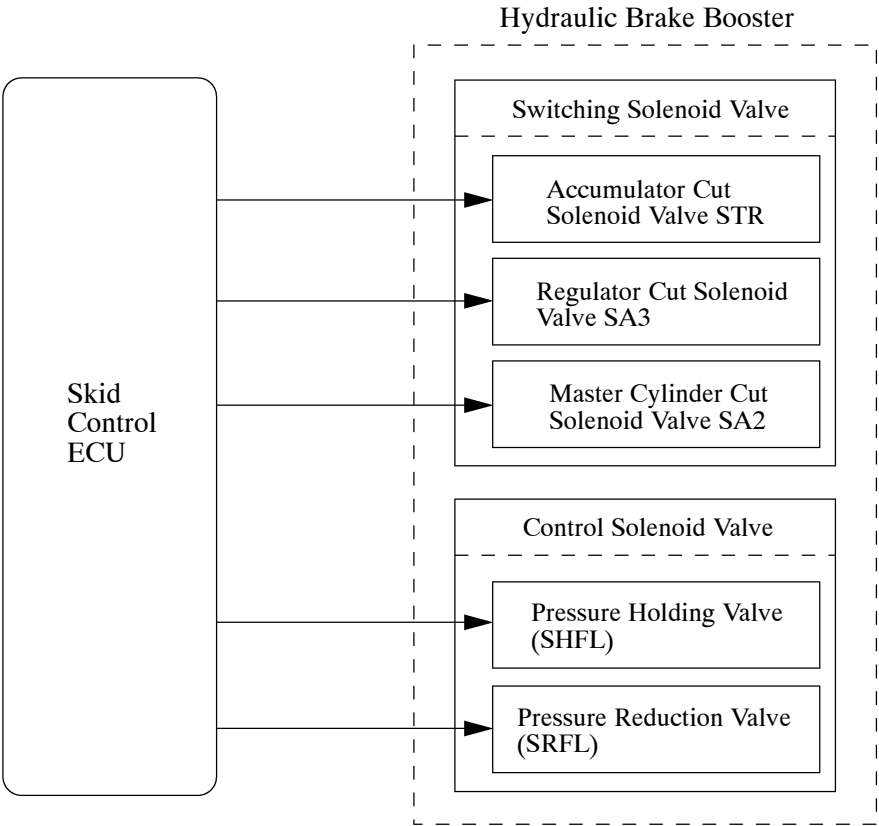 Hydraulic Brake Booster
Switching Solenoid Valve
Accumulator Cut
Solenoid Valve STR
Regulator Cut Solenoid
Valve SA3
Master Cylinder Cut
Solenoid Valve SA2
Skid
Control
ECU
Control Solenoid Valve
Pressure Holding Valve
(SHFL)
Pressure Reduction Valve
(SRFL)